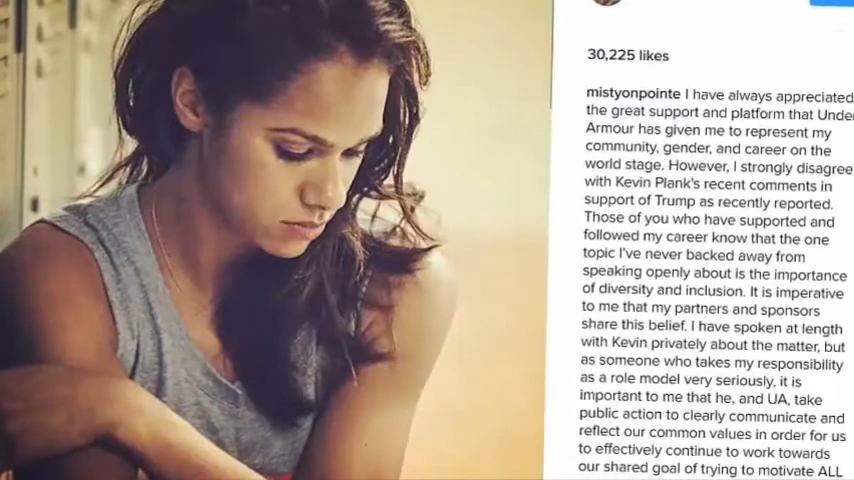 30,225 likes
mistyonpointe I have always appreciated
the great support and platform that Unde
Armour has given me to represent my
community, gender, and career on the
world stage. However, I strongly disagree
with Kevin Plank's recent comments in
support of Trump as recently reported.
Those of you who have supported and
followed my career know that the one
topic I've never backed away from
speaking openly about is the importance
of diversity and inclusion. It is imperative
to me that my partners and sponsors
share this belief. I have spoken at length
with Kevin privately about the matter, but
as someone who takes my responsibility
as a role model very seriously, it is
important to me that he, and UA, take
public action to clearly communicate and
reflect our common values in order for us
to effectively continue to work towards
our shared goal of trying to motivate ALL